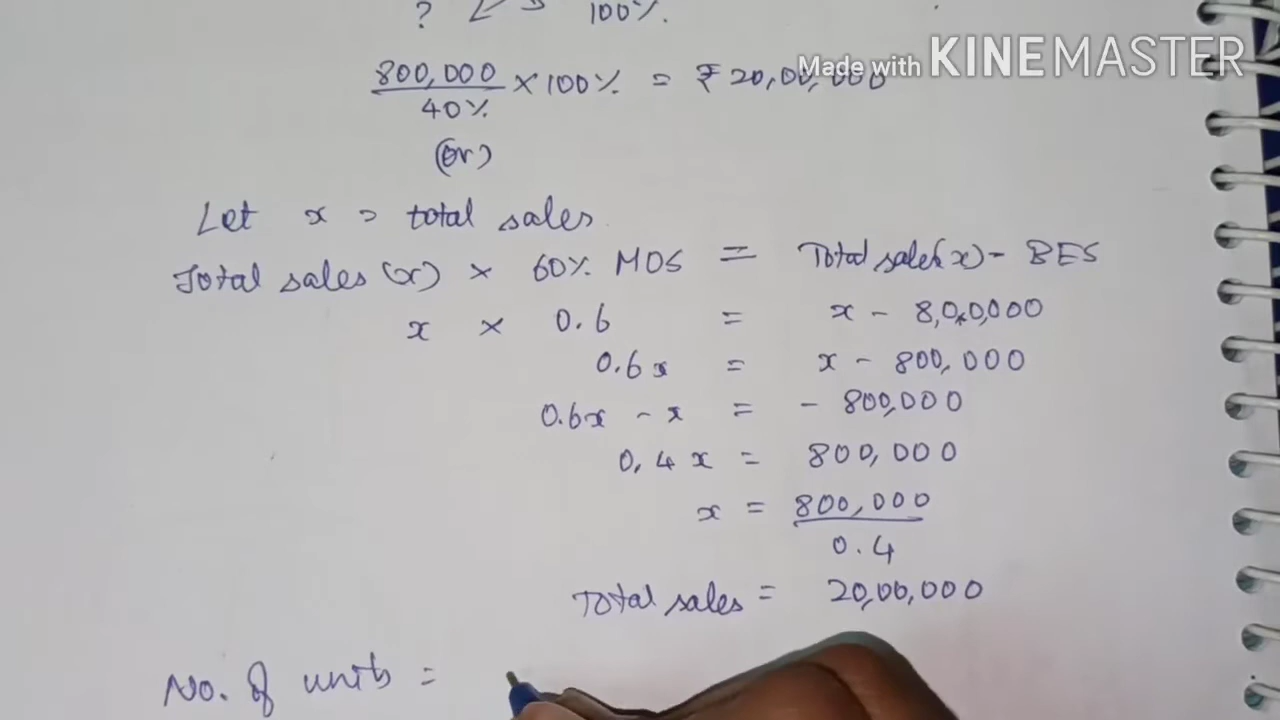 ? 100%.
Made with KINEMASTER
800,000 × 100% = ₹ 20,00,000
40%
(or)
Let x = total sales.
Total sales (x) × 60% MOS = Total sales(x) - BES
x × 0.6 = x - 8,00,000
0.6x = x - 800,000
0.6x - x = - 800,000
0.4x = 800,000
x = 800,000
0.4
Total sales = 20,00,000
No. of units =